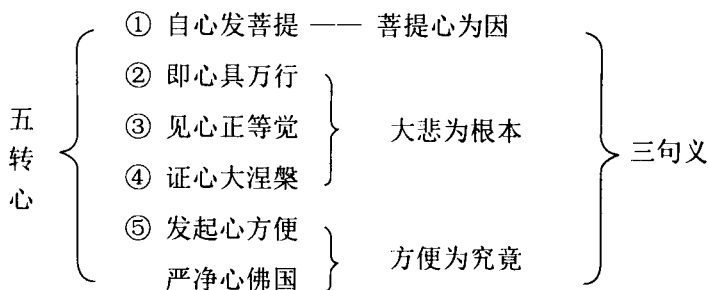 五转心
① 自心发菩提 —— 菩提心为因
② 即心具万行
③ 见心正等觉
④ 证心大涅槃
大悲为根本
⑤ 发起心方便
严净心佛国
方便为究竟
三句义